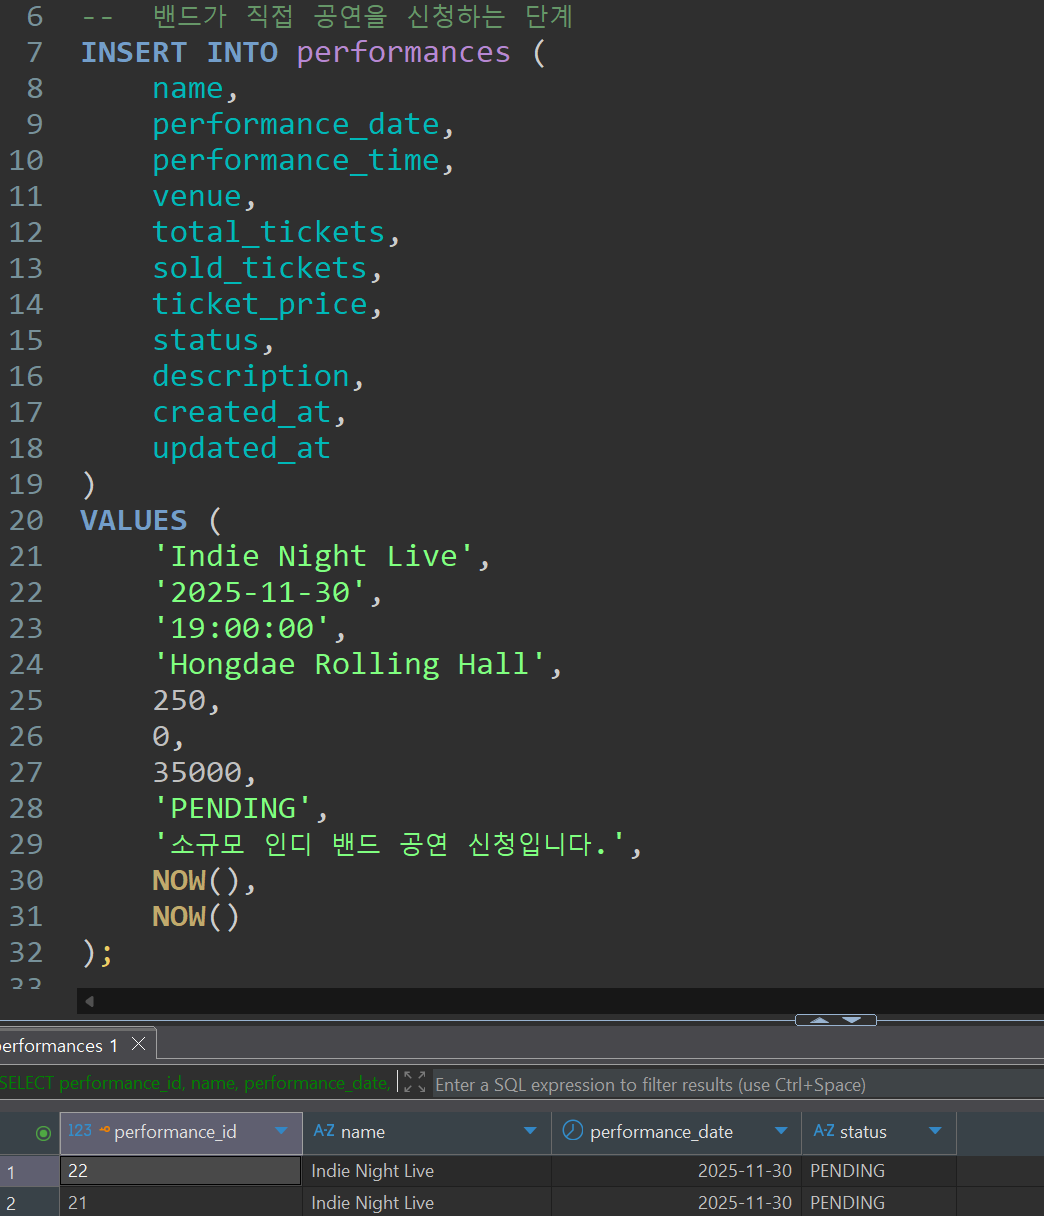 6 -- 밴드가 직접 공연을 신청하는 단계
7 INSERT INTO performances (
8 name,
9 performance_date,
10 performance_time,
11 venue,
12 total_tickets,
13 sold_tickets,
14 ticket_price,
15 status,
16 description,
17 created_at,
18 updated_at
19 )
20 VALUES (
21 'Indie Night Live',
22 '2025-11-30',
23 '19:00:00',
24 'Hongdae Rolling Hall',
25 250,
26 0,
27 35000,
28 'PENDING',
29 '소규모 인디 밴드 공연 신청입니다.',
30 NOW(),
31 NOW()
32 );
33
erformances 1
SELECT performance_id, name, performance_date, Enter a SQL expression to filter results (use Ctrl+Space)
123 performance_id A-Z name performance_date A-Z status
1 22 Indie Night Live 2025-11-30 PENDING
2 21 Indie Night Live 2025-11-30 PENDING